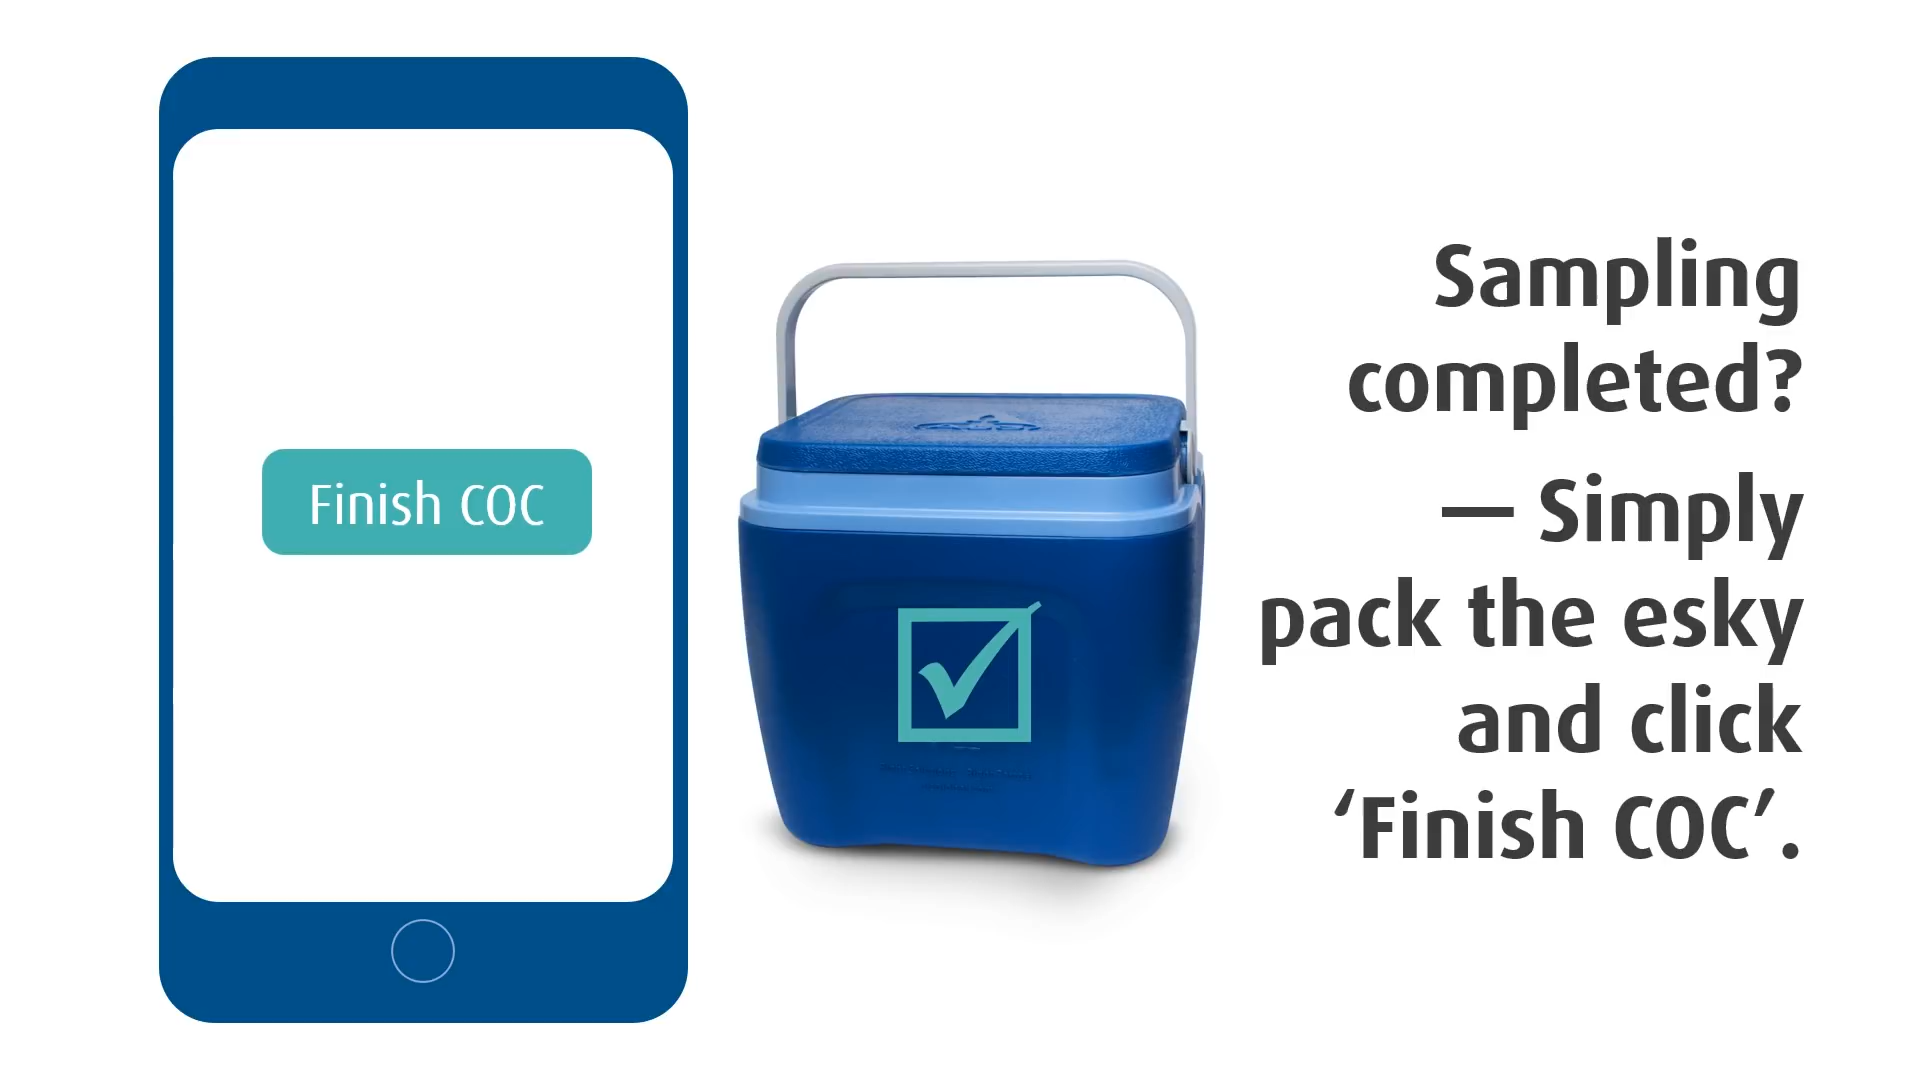 Finish COC
Sampling
completed?
— Simply
pack the esky
and click
‘Finish COC’.